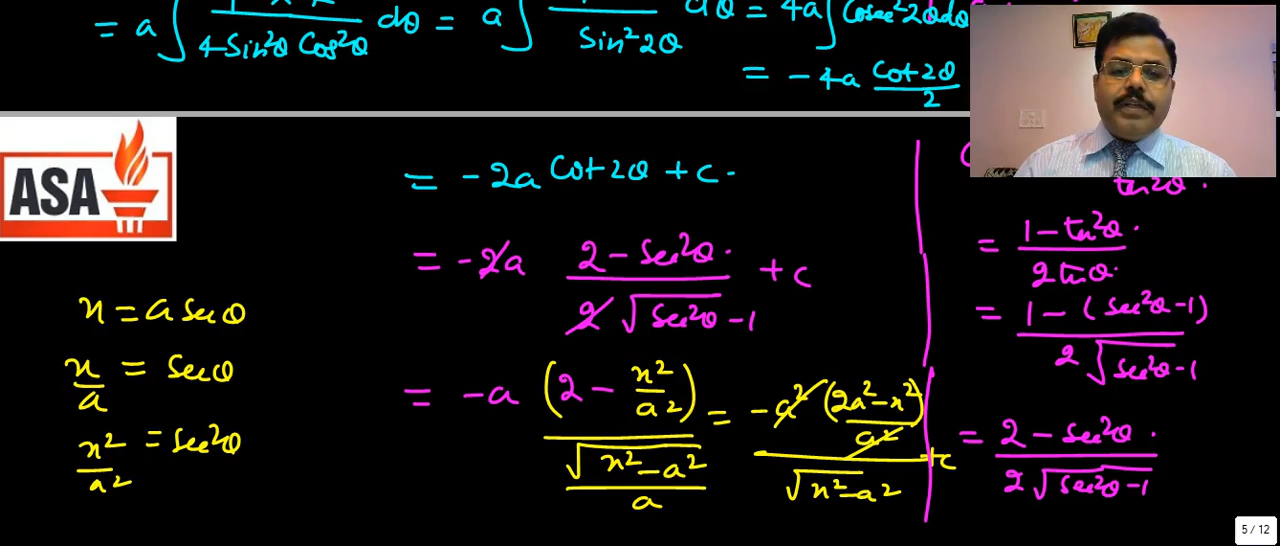 = a∫ / 4 Sin²θ Cos²θ dθ = a∫ / Sin²2θ dθ = 4a∫ Cosec²2θ dθ
= -4a Cot2θ / 2
ASA
= -2a Cot2θ + c.
= -2a (2 - Sec²θ) / (2 √(Sec²θ - 1)) + c
= -a (2 - x²/a²) / (√(x² - a²) / a) = -a² ((2a² - x²) / a²) / √(x² - a²) + c
x = a secθ
x/a = secθ
x²/a² = sec²θ
tan2θ.
= (1 - tan²θ) / (2 tanθ)
= (1 - (Sec²θ - 1)) / (2 √(Sec²θ - 1))
= (2 - Sec²θ) / (2 √(Sec²θ - 1))
5 / 12